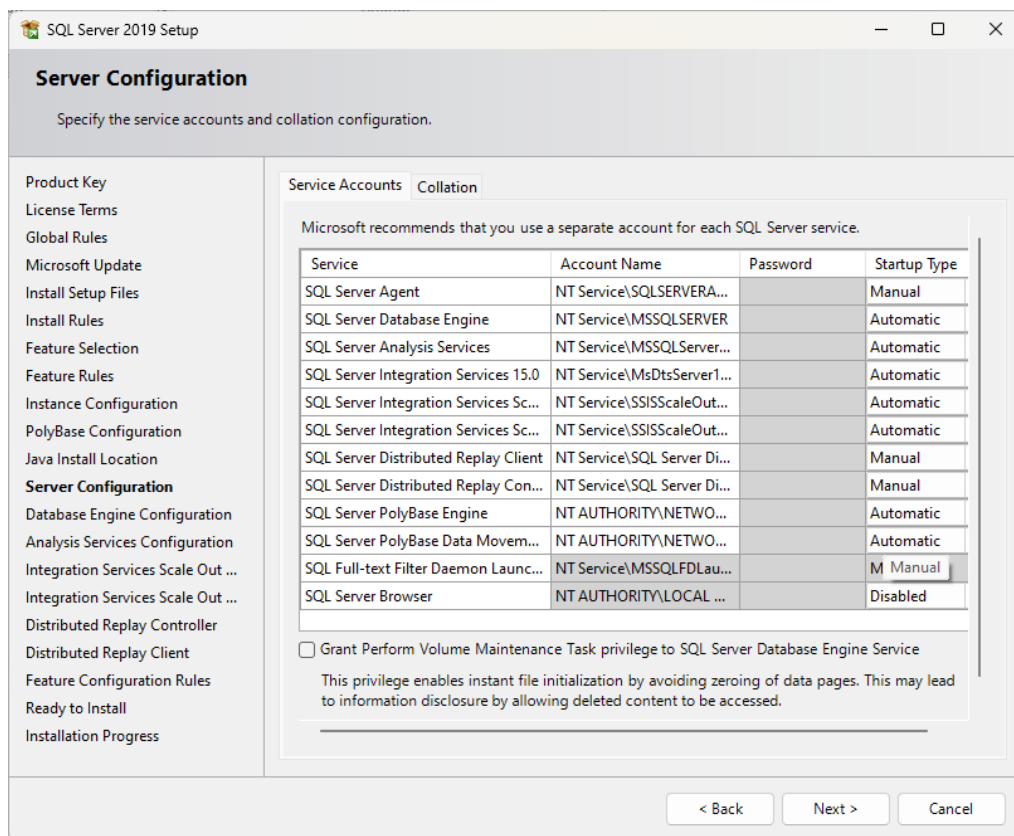 SQL Server 2019 Setup
Server Configuration
Specify the service accounts and collation configuration.
Product Key
License Terms
Global Rules
Microsoft Update
Install Setup Files
Install Rules
Feature Selection
Feature Rules
Instance Configuration
PolyBase Configuration
Java Install Location
Server Configuration
Database Engine Configuration
Analysis Services Configuration
Integration Services Scale Out ...
Integration Services Scale Out ...
Distributed Replay Controller
Distributed Replay Client
Feature Configuration Rules
Ready to Install
Installation Progress
Service Accounts Collation
Microsoft recommends that you use a separate account for each SQL Server service.
Service Account Name Password Startup Type
SQL Server Agent NT Service\SQLSERVERA... Manual
SQL Server Database Engine NT Service\MSSQLSERVER Automatic
SQL Server Analysis Services NT Service\MSSQLServer... Automatic
SQL Server Integration Services 15.0 NT Service\MsDtsServer1... Automatic
SQL Server Integration Services Sc... NT Service\SSISScaleOut... Automatic
SQL Server Integration Services Sc... NT Service\SSISScaleOut... Automatic
SQL Server Distributed Replay Client NT Service\SQL Server Di... Manual
SQL Server Distributed Replay Con... NT Service\SQL Server Di... Manual
SQL Server PolyBase Engine NT AUTHORITY\NETWO... Automatic
SQL Server PolyBase Data Movem... NT AUTHORITY\NETWO... Automatic
SQL Full-text Filter Daemon Launc... NT Service\MSSQLFDLau... M Manual
SQL Server Browser NT AUTHORITY\LOCAL ... Disabled
Grant Perform Volume Maintenance Task privilege to SQL Server Database Engine Service
This privilege enables instant file initialization by avoiding zeroing of data pages. This may lead
to information disclosure by allowing deleted content to be accessed.
< Back Next > Cancel